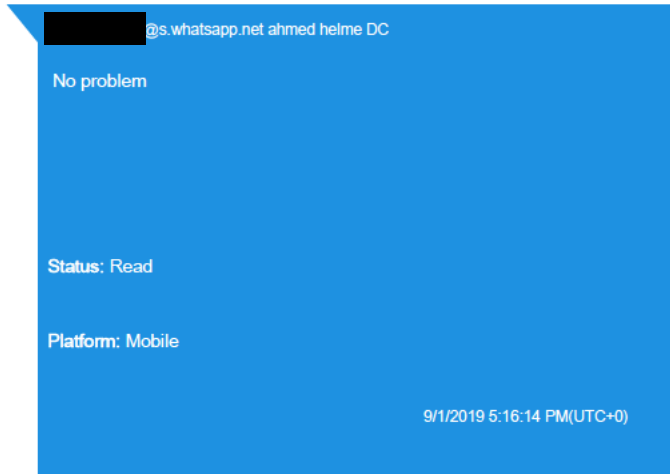 @s.whatsapp.net ahmed helme DC
No problem
Status: Read
Platform: Mobile
9/1/2019 5:16:14 PM(UTC+0)